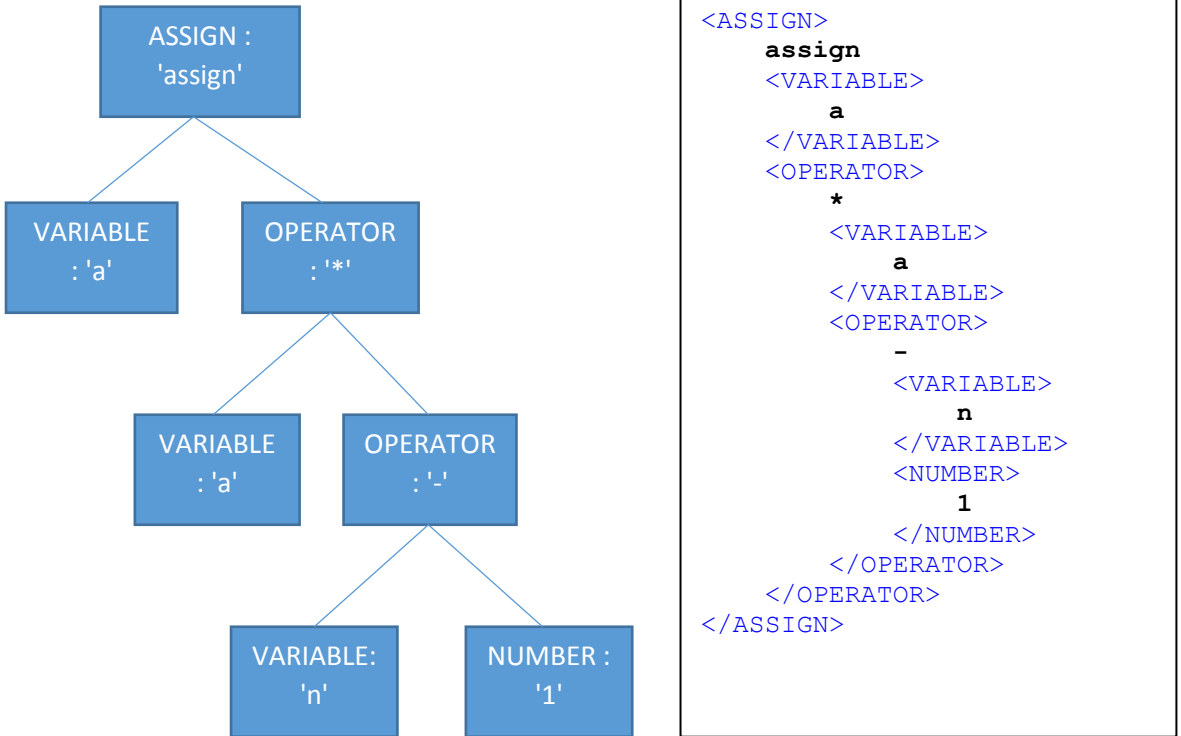 ASSIGN :
'assign'
VARIABLE
: 'a'
OPERATOR
: '*'
VARIABLE
: 'a'
OPERATOR
: '-'
VARIABLE:
'n'
NUMBER :
'1'
<ASSIGN>
assign
<VARIABLE>
a
</VARIABLE>
<OPERATOR>
*
<VARIABLE>
a
</VARIABLE>
<OPERATOR>
-
<VARIABLE>
n
</VARIABLE>
<NUMBER>
1
</NUMBER>
</OPERATOR>
</OPERATOR>
</ASSIGN>